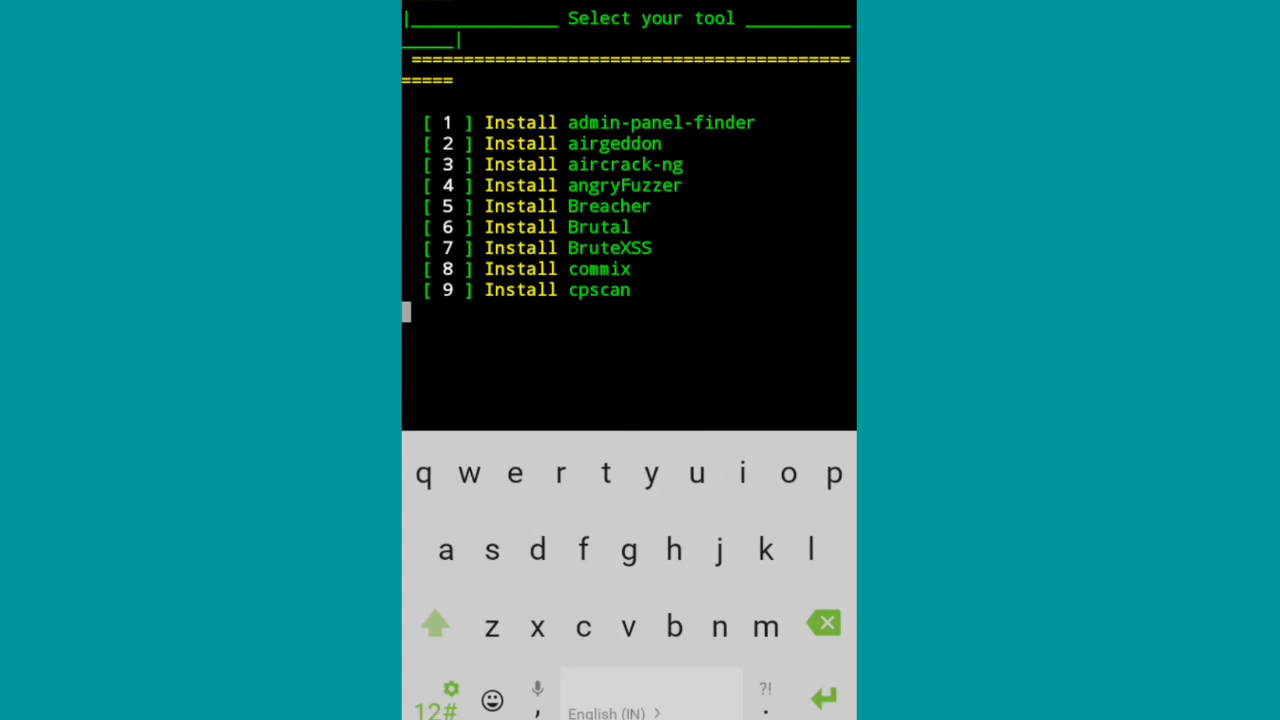 |______________ Select your tool __________
_____|
==========================================
=====
[ 1 ] Install admin-panel-finder
[ 2 ] Install airgeddon
[ 3 ] Install aircrack-ng
[ 4 ] Install angryFuzzer
[ 5 ] Install Breacher
[ 6 ] Install Brutal
[ 7 ] Install BruteXSS
[ 8 ] Install commix
[ 9 ] Install cpscan
q w e r t y u i o p
a s d f g h j k l
z x c v b n m
12# , English (IN) > ?! .